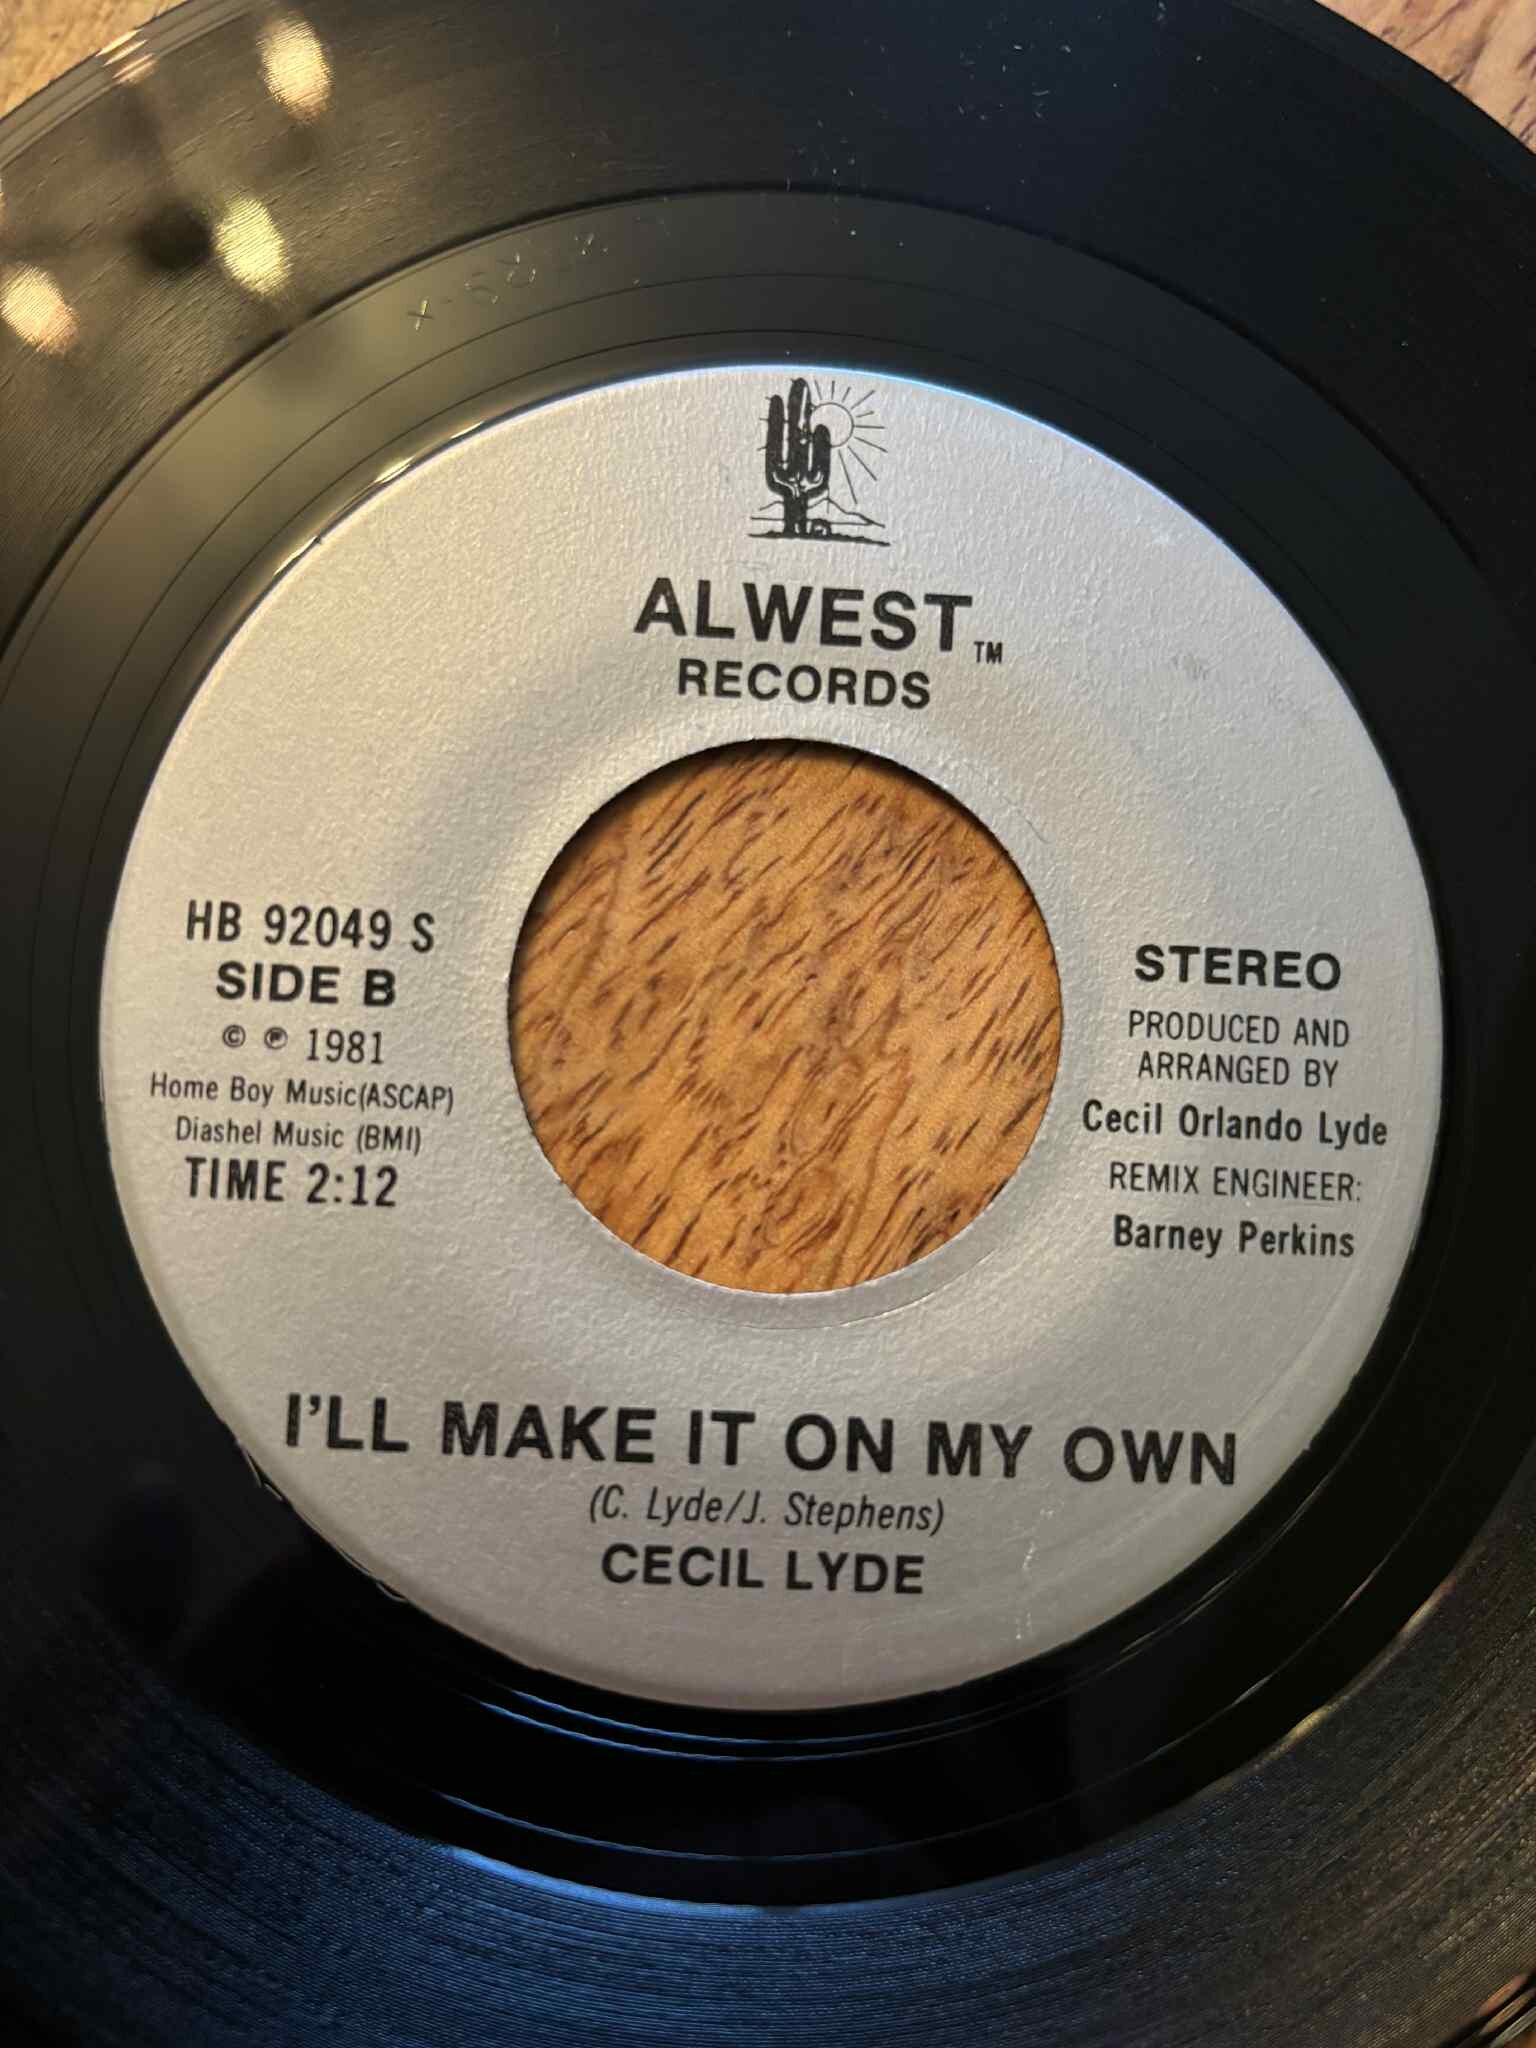 ALWEST™
RECORDS
HB 92049 S
SIDE B
© ℗ 1981
Home Boy Music(ASCAP)
Diashel Music (BMI)
TIME 2:12
STEREO
PRODUCED AND
ARRANGED BY
Cecil Orlando Lyde
REMIX ENGINEER:
Barney Perkins
I'LL MAKE IT ON MY OWN
(C. Lyde/J. Stephens)
CECIL LYDE